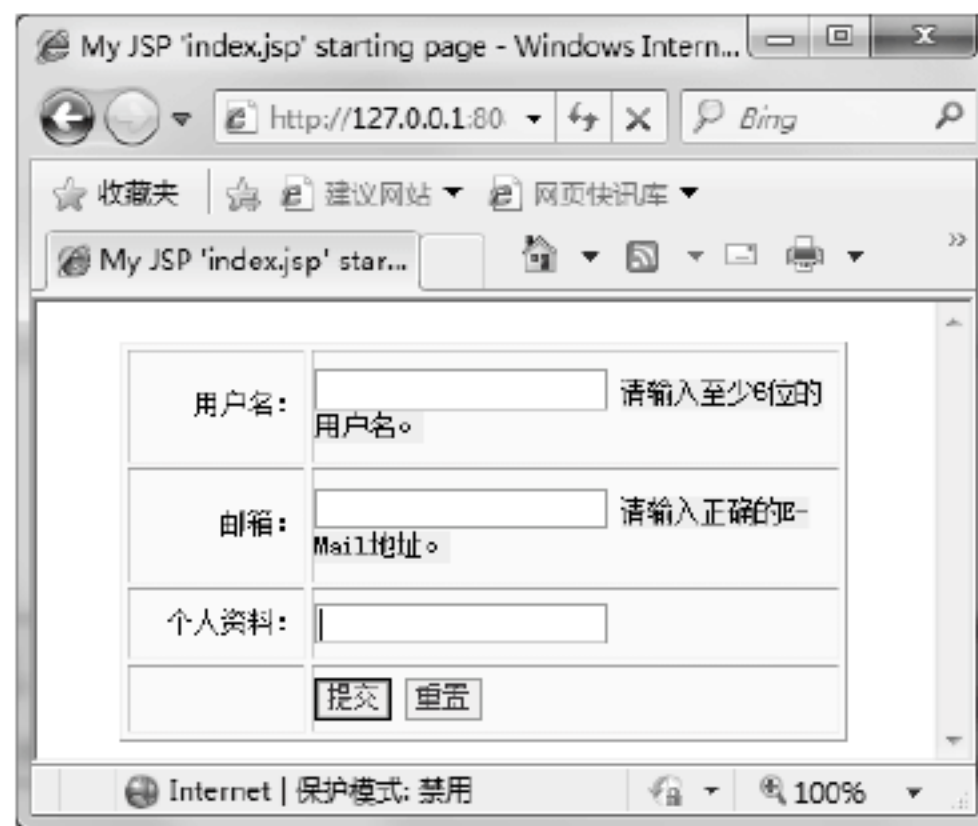 My JSP 'index.jsp' starting page - Windows Intern...
http://127.0.0.1:80
Bing
收藏夹
建议网站
网页快讯库
My JSP 'index.jsp' star...
用户名:
请输入至少6位的
用户名。
邮箱:
请输入正确的E-
Mail地址。
个人资料:
提交 重置
Internet | 保护模式: 禁用
100%